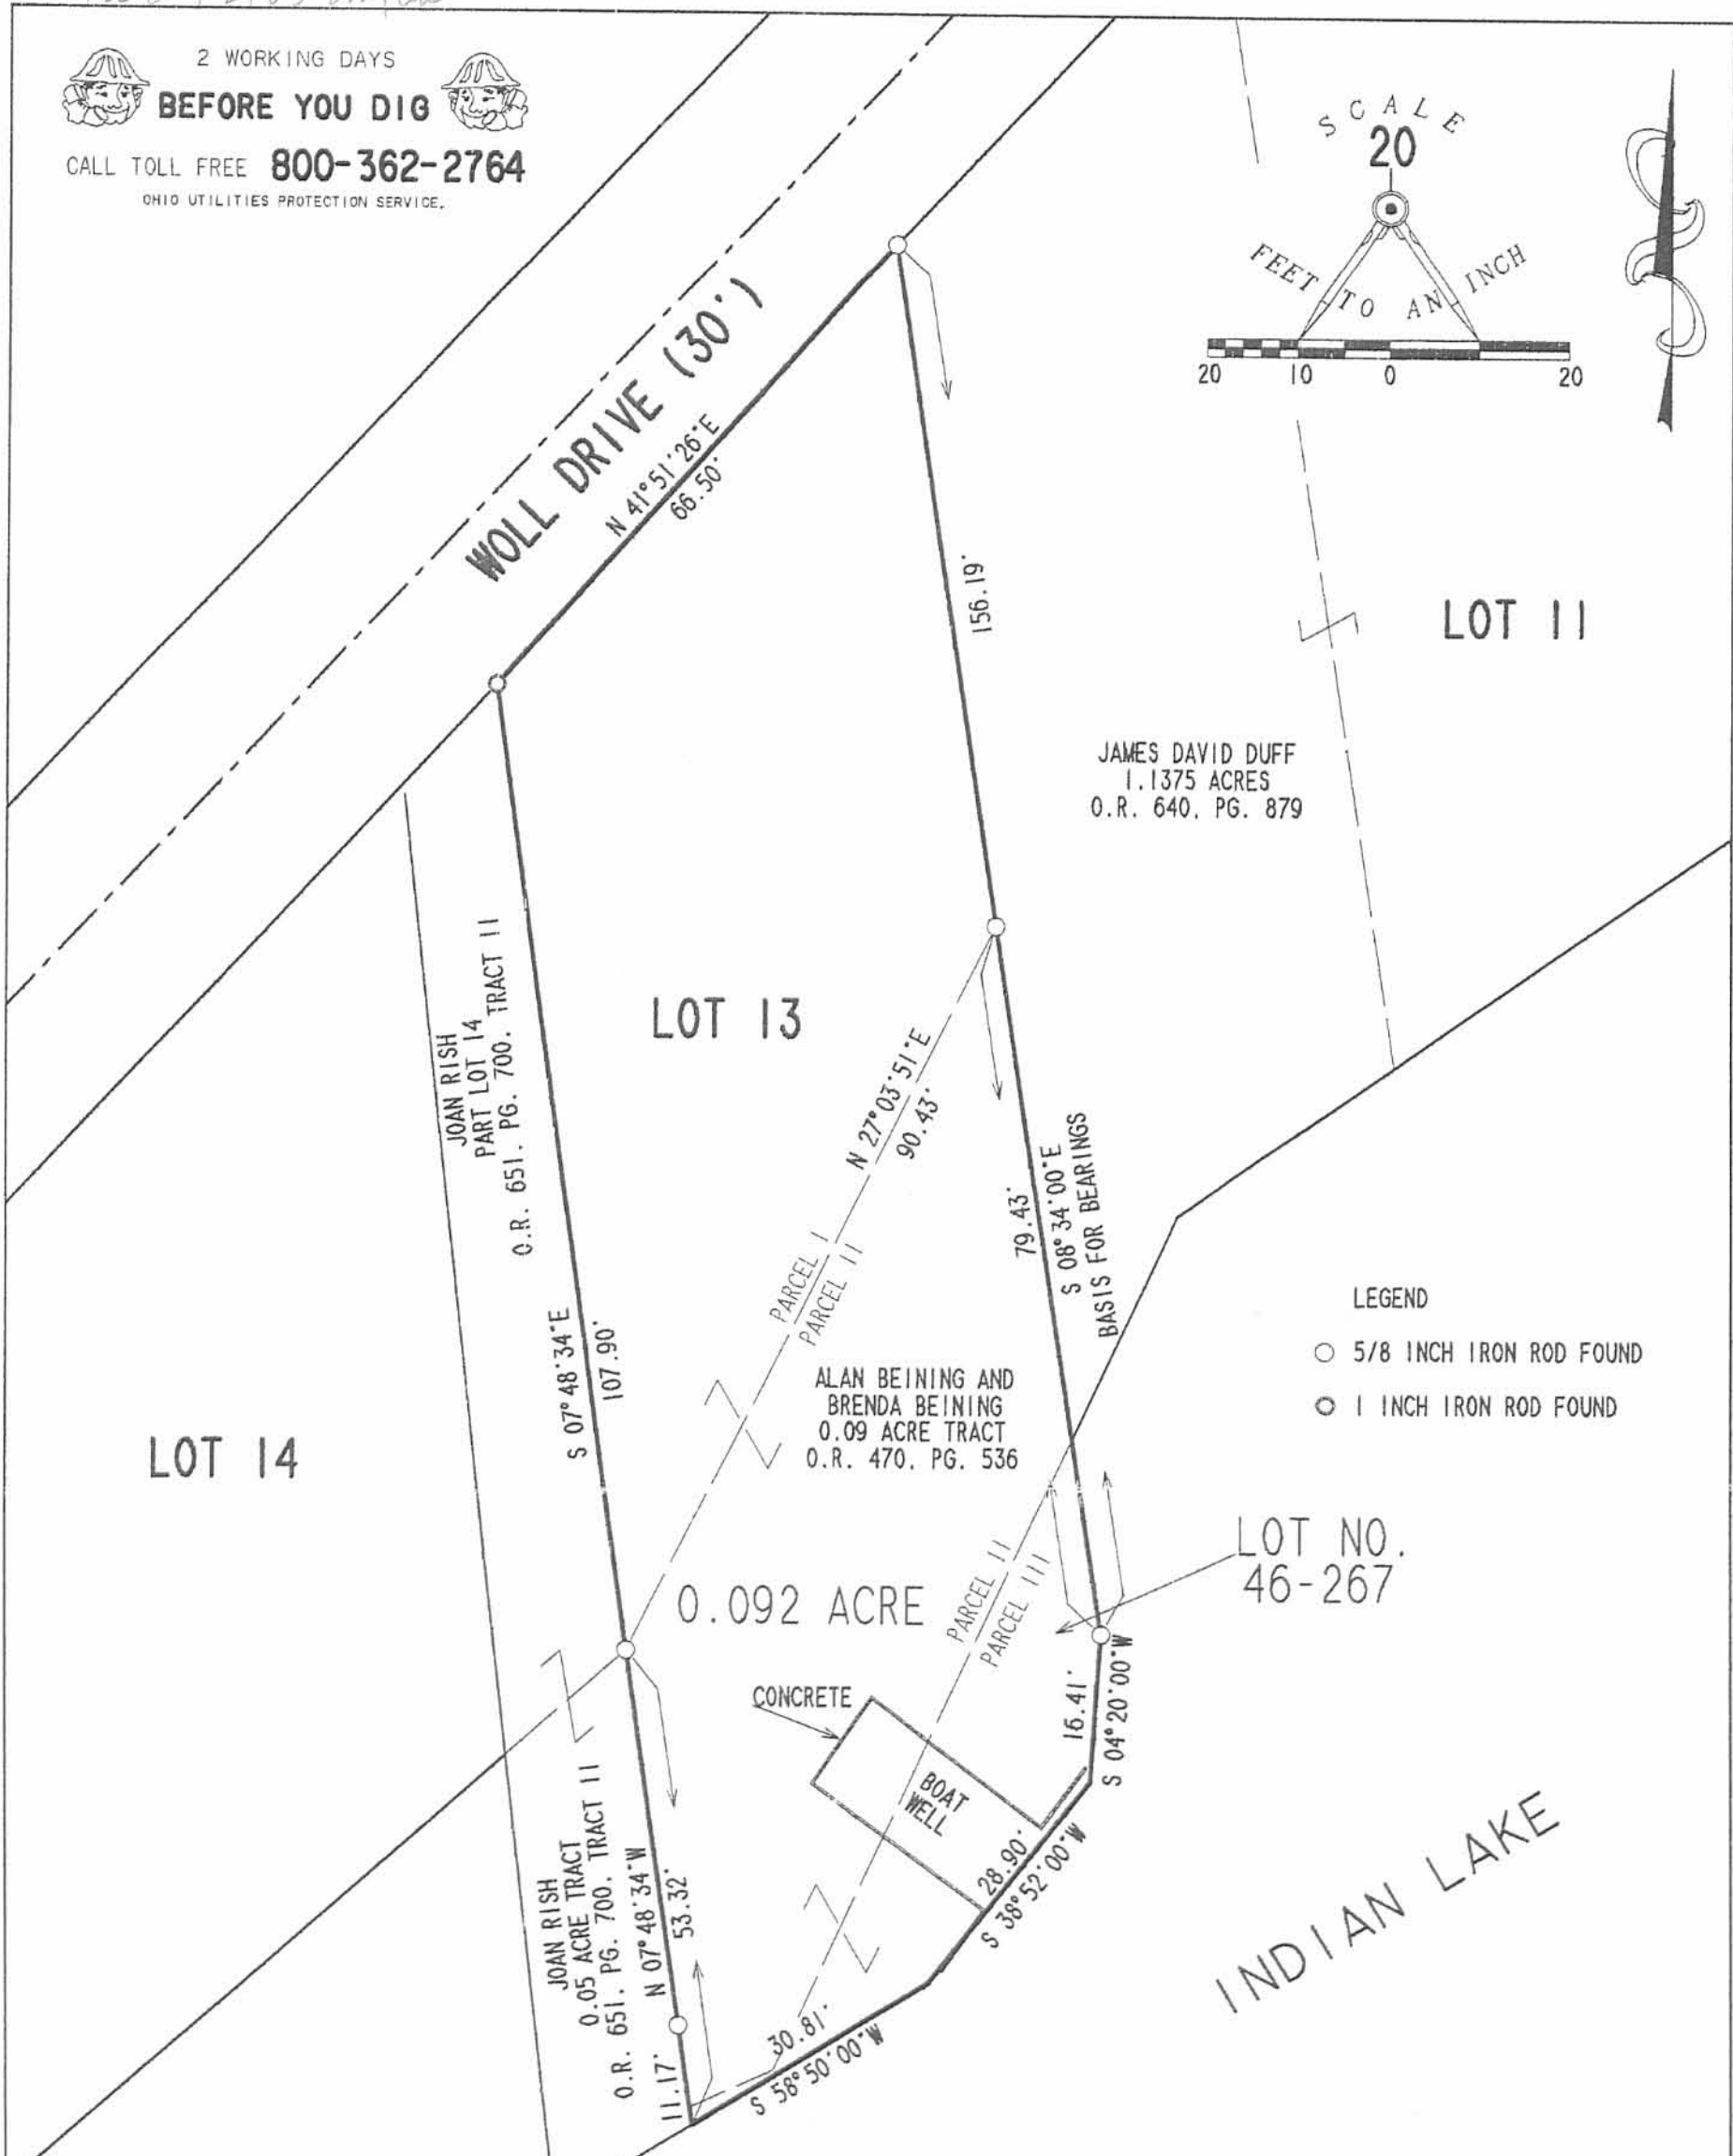 2 WORKING DAYS
BEFORE YOU DIG
CALL TOLL FREE 800-362-2764
OHIO UTILITIES PROTECTION SERVICE.
SCALE
20
FEET TO AN INCH
20 10 0 20
WOLL DRIVE (30')
N 41°51'26"E
66.50'
156.19'
LOT 11
JAMES DAVID DUFF
1.1375 ACRES
O.R. 640, PG. 879
JOAN RISH
PART LOT 14
O.R. 651, PG. 700, TRACT II
LOT 13
N 27°03'51"E
90.43'
79.43'
S 08°34'00"E
BASIS FOR BEARINGS
PARCEL I
PARCEL II
S 07°48'34"E
107.90'
LEGEND
5/8 INCH IRON ROD FOUND
1 INCH IRON ROD FOUND
ALAN BEINING AND
BRENDA BEINING
0.09 ACRE TRACT
O.R. 470, PG. 536
LOT 14
LOT NO.
46-267
0.092 ACRE
PARCEL II
PARCEL III
CONCRETE
BOAT
WELL
16.41'
S 04°20'00"W
28.90'
S 38°52'00"W
JOAN RISH
0.05 ACRE TRACT
O.R. 651, PG. 700, TRACT II
N 07°48'34"W
53.32'
11.17'
30.81'
S 58°50'00"W
INDIAN LAKE